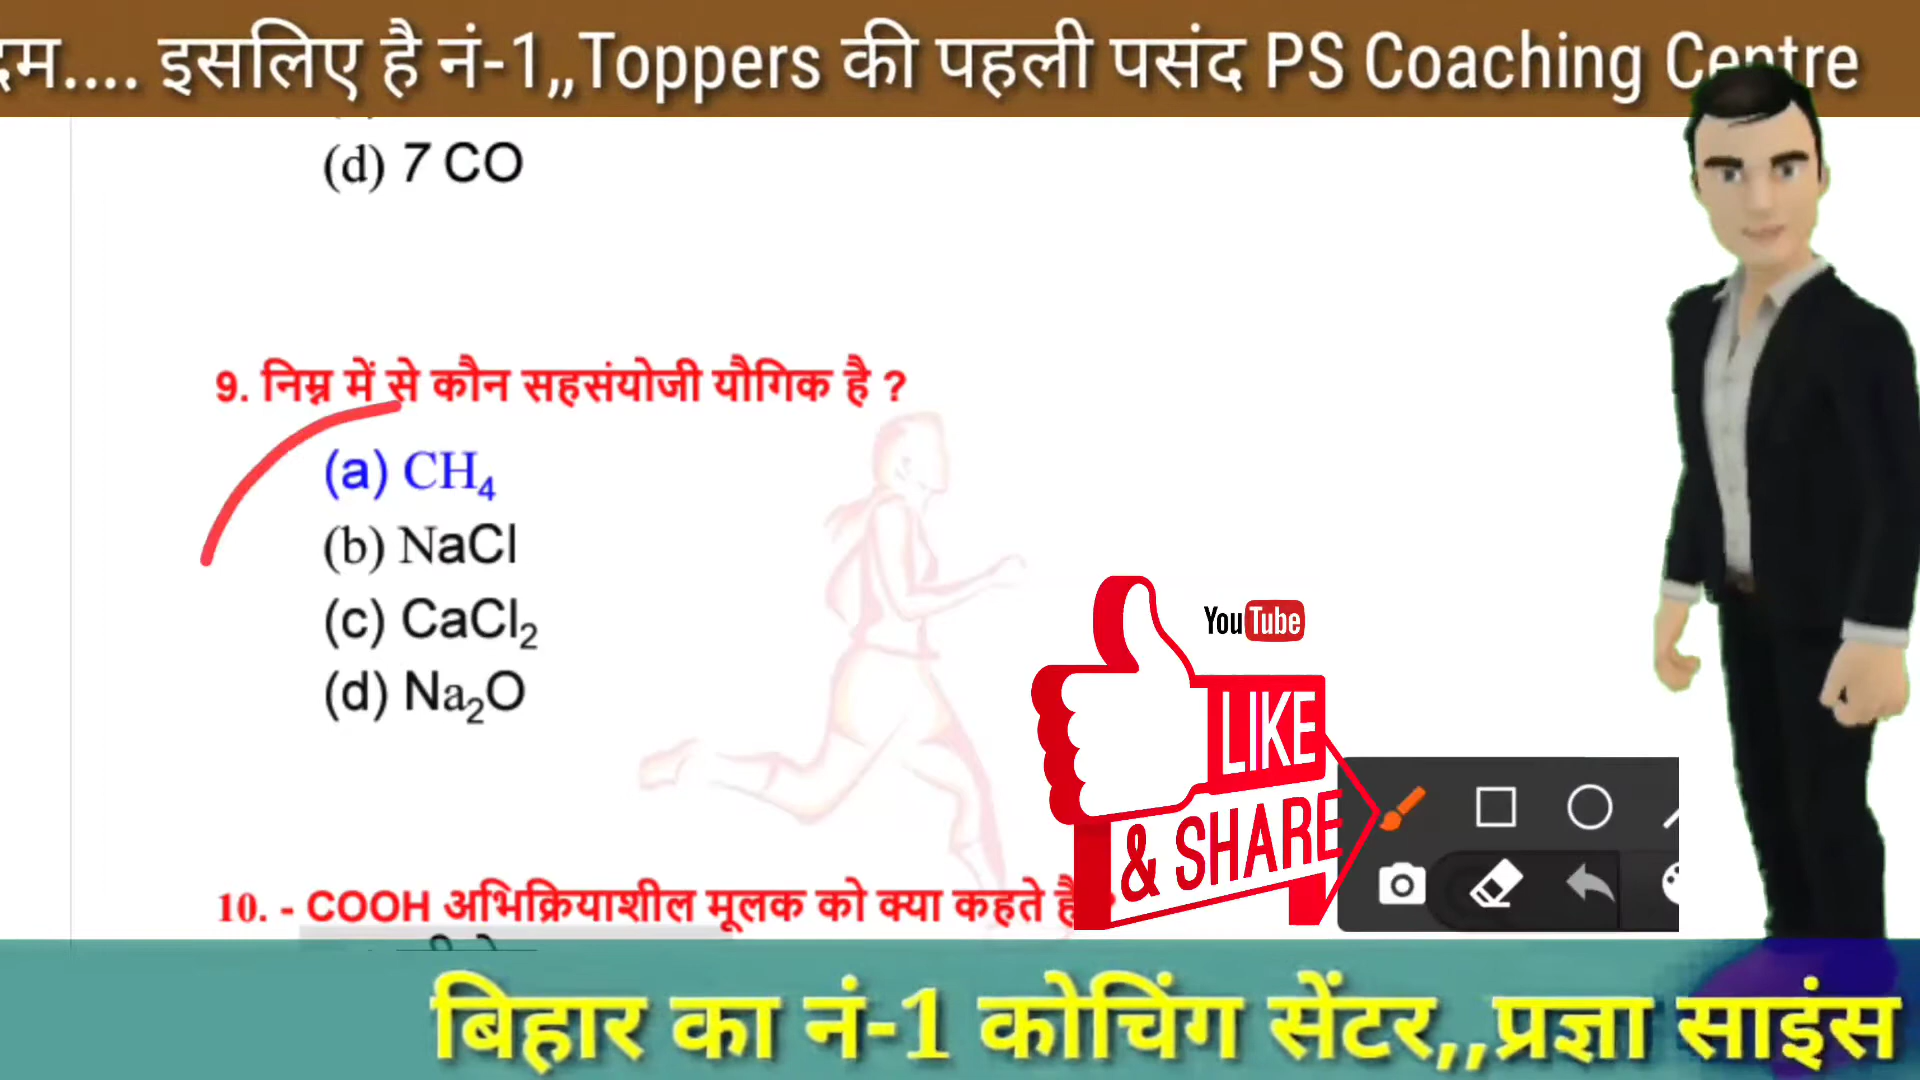 .... इसलिए है नं-1,,Toppers की पहली पसंद PS Coaching Centre
(d) 7 CO
9. निम्न में से कौन सहसंयोजी यौगिक है ?
(a) CH₄
(b) NaCl
(c) CaCl₂
(d) Na₂O
YouTube
LIKE
& SHARE
10. - COOH अभिक्रियाशील मूलक को क्या कहते हैं
बिहार का नं-1 कोचिंग सेंटर,,प्रज्ञा साइंस